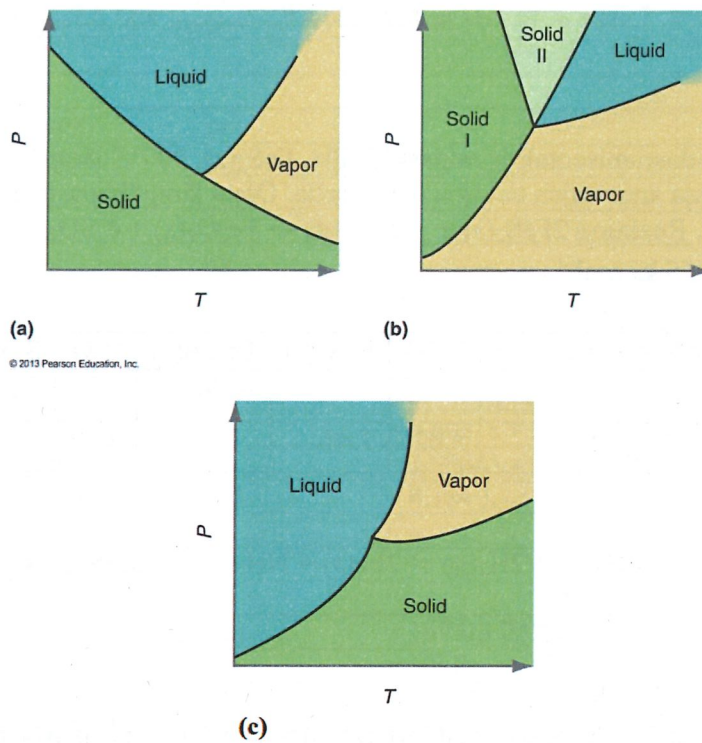 P
Liquid
Vapor
Solid
T
(a)
P
Solid
I
Solid
II
Liquid
Vapor
T
(b)
© 2013 Pearson Education, Inc.
P
Liquid
Vapor
Solid
T
(c)